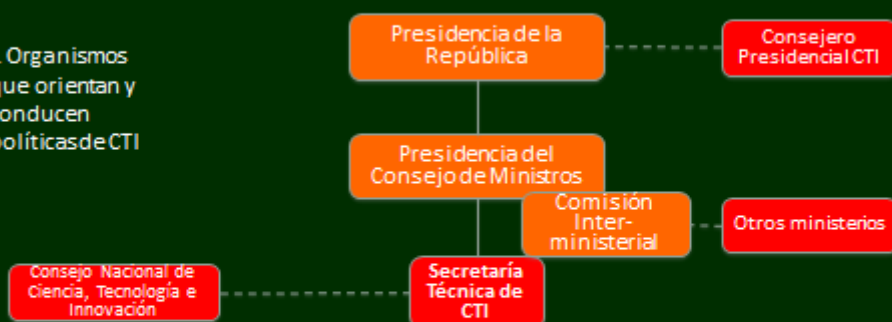 Presidencia de la
República
Consejero
Presidencial CTI
. Organismos
que orientan y
conducen
políticas de CTI
Presidencia del
Consejo de Ministros
Comisión
Inter-
ministerial
Otros ministerios
Consejo Nacional de
Ciencia, Tecnología e
Innovación
Secretaría
Técnica de
CTI